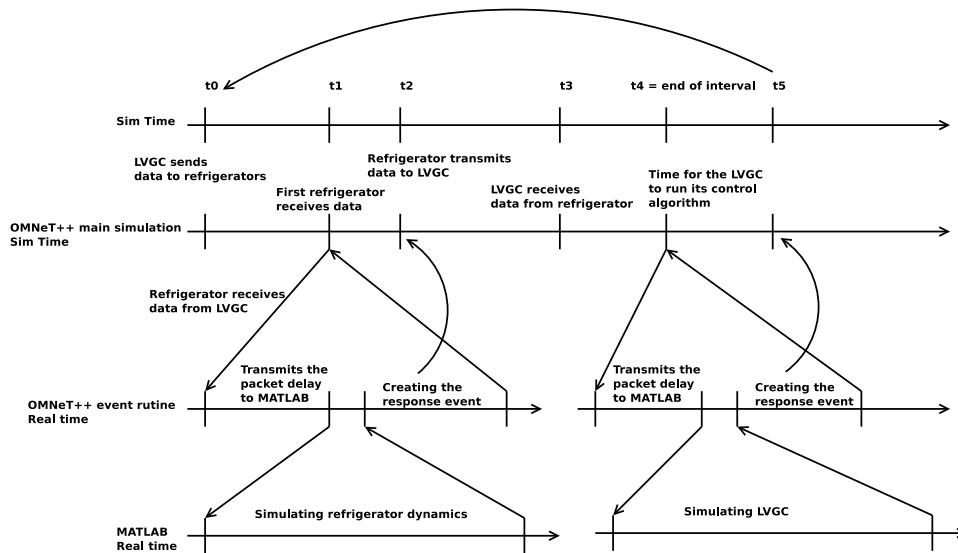 t0
t1
t2
t3
t4 = end of interval
t5
Sim Time
LVGC sends
data to refrigerators
First refrigerator
receives data
Refrigerator transmits
data to LVGC
LVGC receives
data from refrigerator
Time for the LVGC
to run its control
algorithm
OMNeT++ main simulation
Sim Time
Refrigerator receives
data from LVGC
Transmits the
packet delay
to MATLAB
Creating the
response event
Transmits the
packet delay
to MATLAB
Creating the
response event
OMNeT++ event rutine
Real time
Simulating refrigerator dynamics
Simulating LVGC
MATLAB
Real time